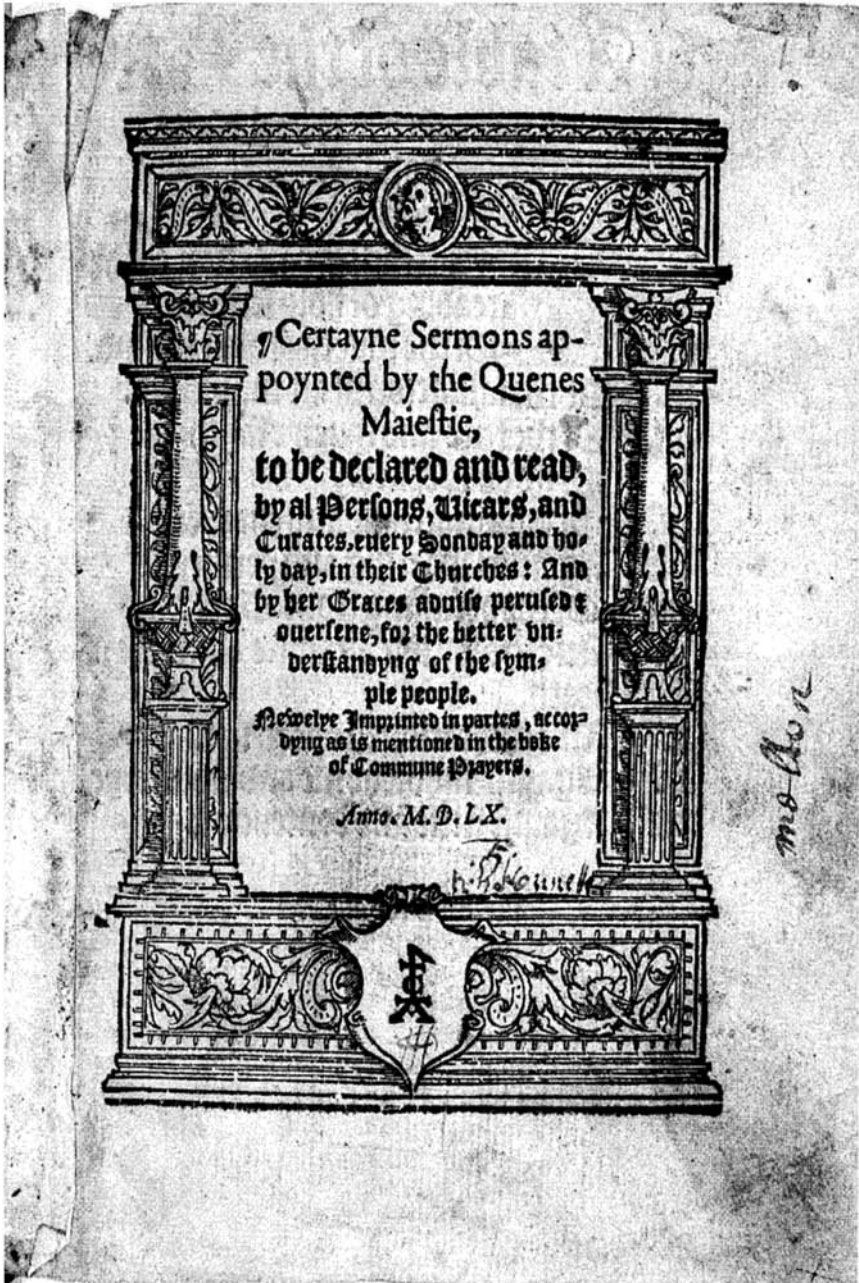 ¶Certayne Sermons ap-
poynted by the Quenes
Maieſtie,
to be declared and read,
by al Perſons, Uicars, and
Curates, euery Sonday and ho-
ly day, in their Churches: And
by her Graces aduiſe peruſed &
ouerſene, for the better vn-
derſtandyng of the ſym-
ple people.
Newelye Imprinted in partes, accor-
dyng as is mentioned in the boke
of Commune Prayers.
Anno. M. D. LX.